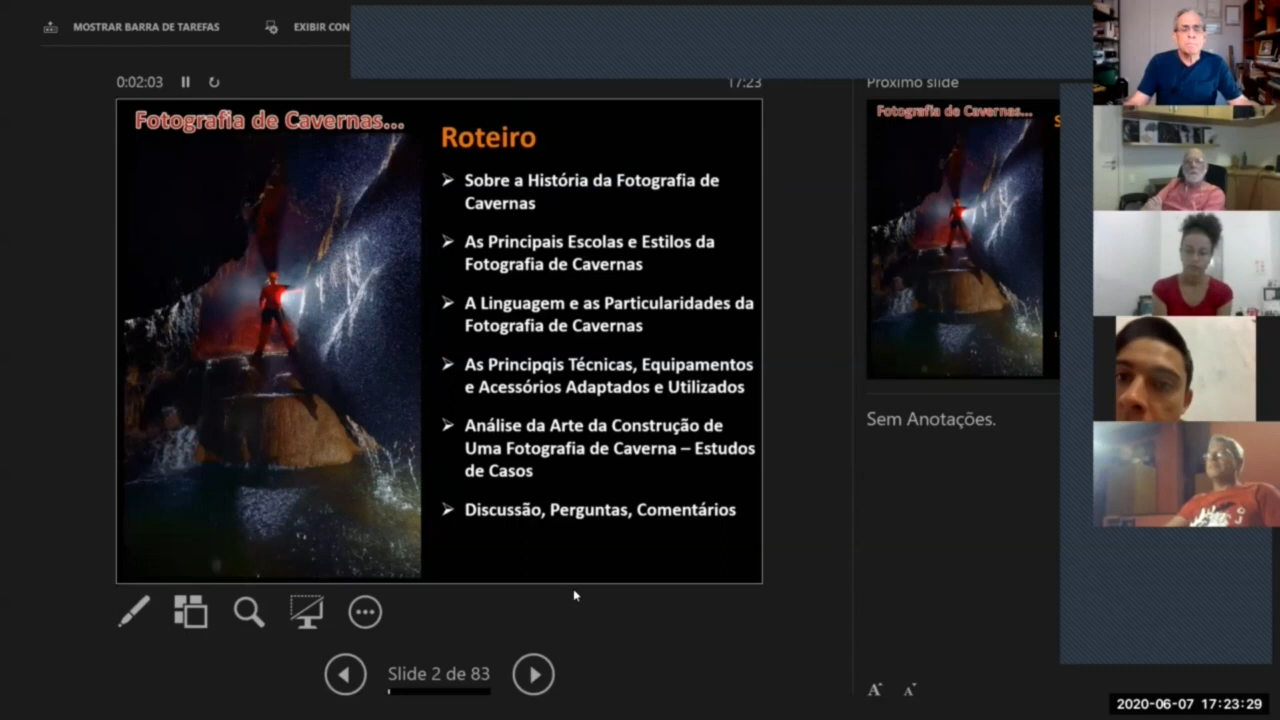 MOSTRAR BARRA DE TAREFAS
EXIBIR CON
0:02:03
17:23
Próximo slide
Fotografia de Cavernas...
Roteiro
➢ Sobre a História da Fotografia de
Cavernas
➢ As Principais Escolas e Estilos da
Fotografia de Cavernas
➢ A Linguagem e as Particularidades da
Fotografia de Cavernas
➢ As Principqis Técnicas, Equipamentos
e Acessórios Adaptados e Utilizados
➢ Análise da Arte da Construção de
Uma Fotografia de Caverna – Estudos
de Casos
➢ Discussão, Perguntas, Comentários
Fotografia de Cavernas...
S
Sem Anotações.
Slide 2 de 83
A A
2020-06-07 17:23:29